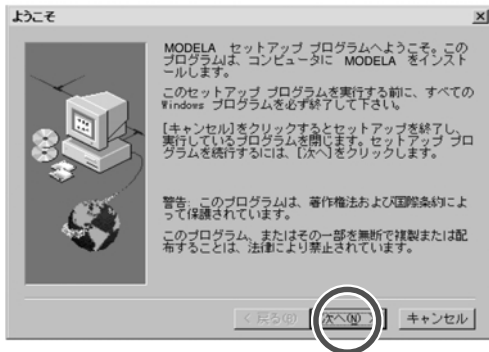 ようこそ
MODELA セットアップ プログラムへようこそ。この
プログラムは、コンピュータに MODELA をインスト
ールします。
このセットアップ プログラムを実行する前に、すべての
Windows プログラムを必ず終了して下さい。
[キャンセル]をクリックするとセットアップを終了し、
実行しているプログラムを閉じます。セットアップ プロ
グラムを続行するには、[次へ]をクリックします。
警告: このプログラムは、著作権法および国際条約によ
って保護されています。
このプログラム、またはその一部を無断で複製または配
布することは、法律により禁止されています。
< 戻る(B) 次へ(N) > キャンセル